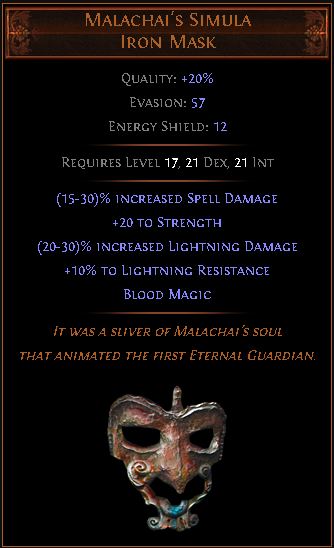 Malachai's Simula
Iron Mask
Quality: +20%
Evasion: 57
Energy Shield: 12
Requires Level 17, 21 Dex, 21 Int
(15-30)% increased Spell Damage
+20 to Strength
(20-30)% increased Lightning Damage
+10% to Lightning Resistance
Blood Magic
It was a sliver of Malachai's soul
that animated the first Eternal Guardian.